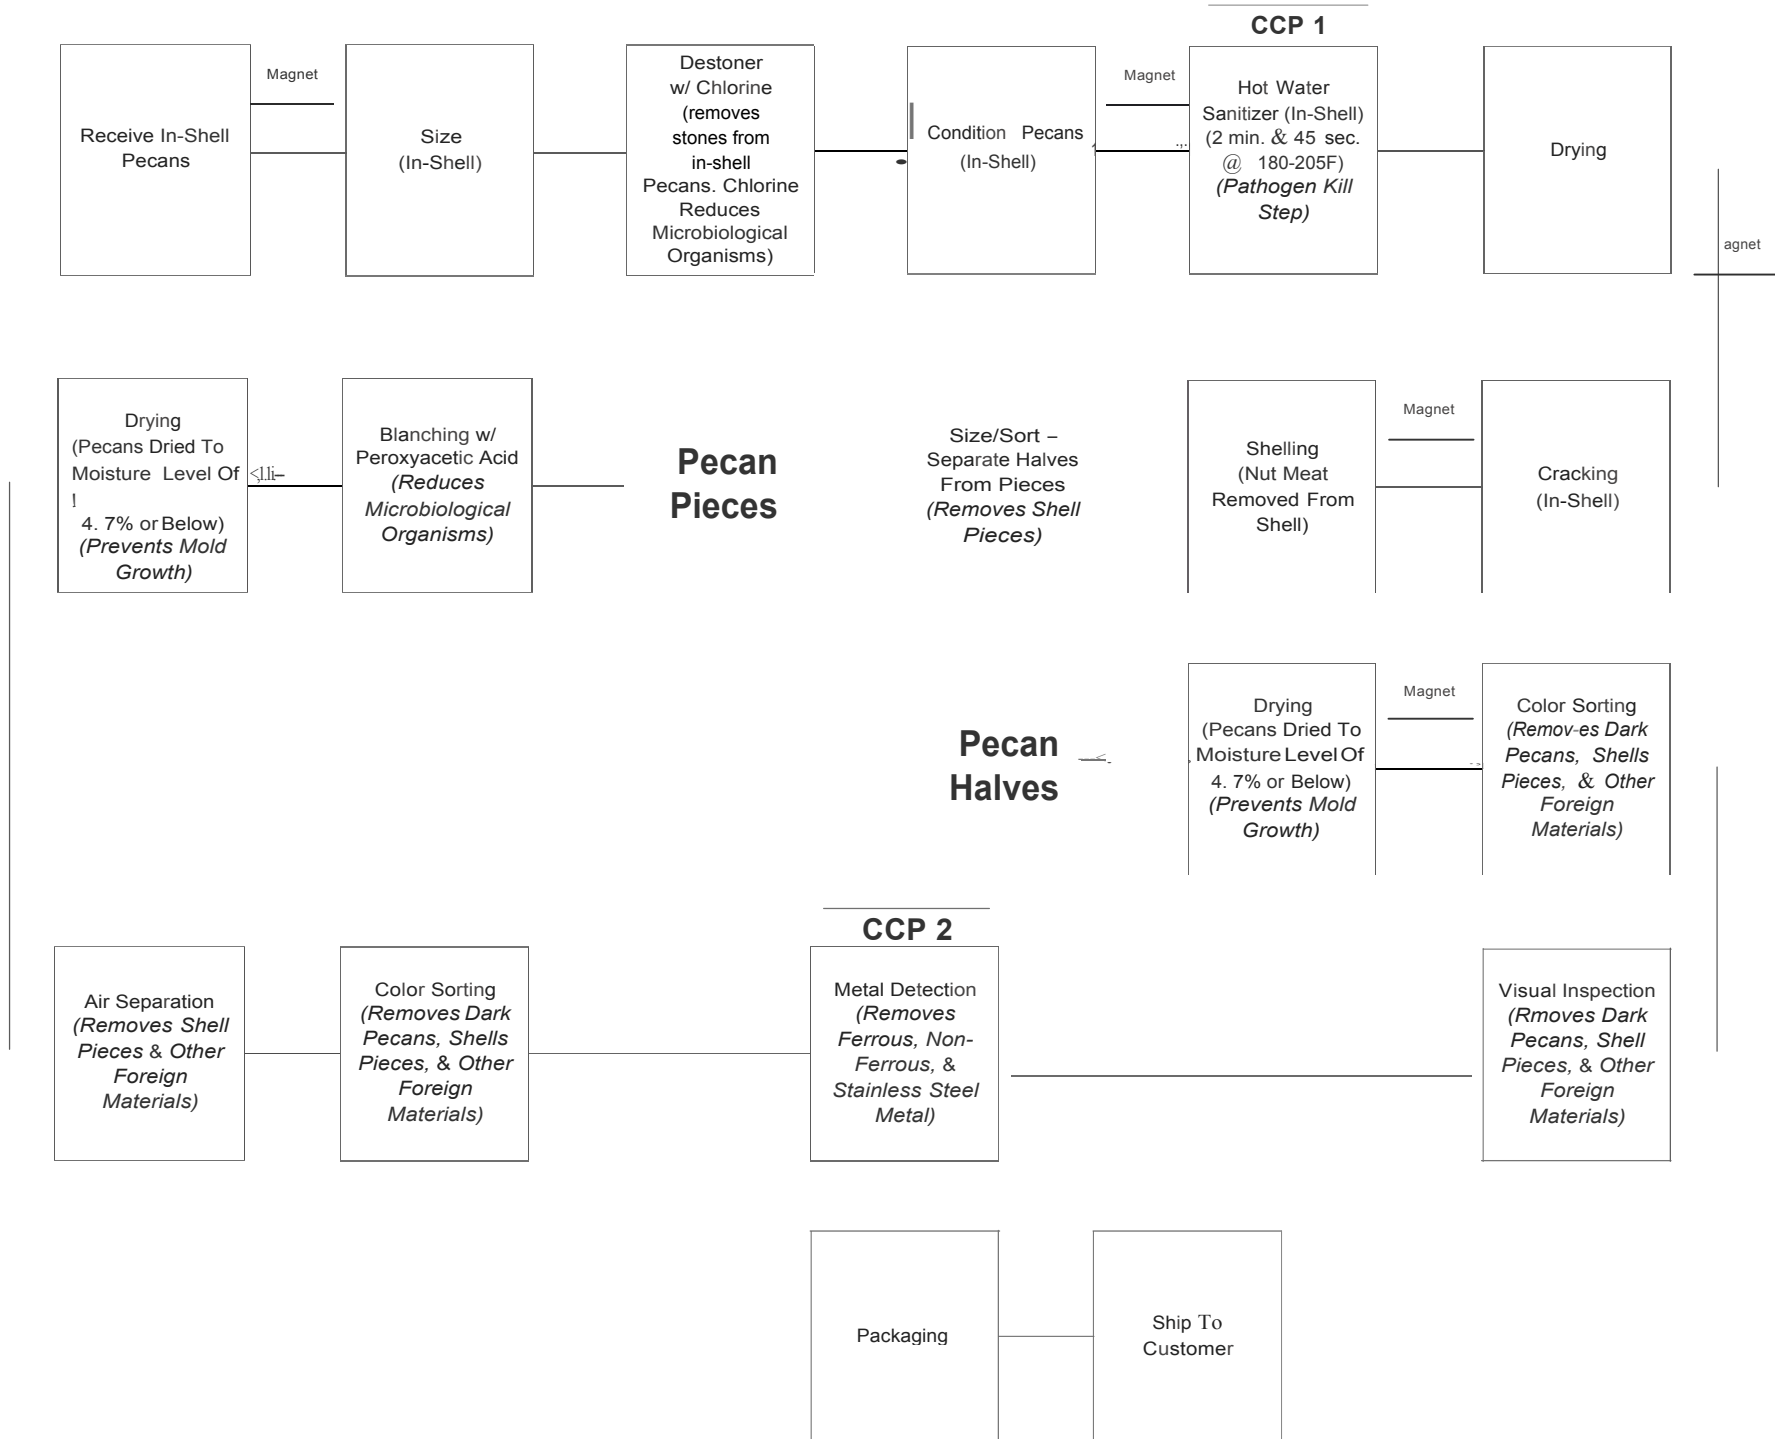 CCP 1
Receive In-Shell
Pecans
Magnet
Size
(In-Shell)
Destoner
w/ Chlorine
(removes
stones from
in-shell
Pecans. Chlorine
Reduces
Microbiological
Organisms)
Condition Pecans
(In-Shell)
Magnet
Hot Water
Sanitizer (In-Shell)
(2 min. & 45 sec.
@ 180-205F)
(Pathogen Kill
Step)
Drying
agnet
Drying
(Pecans Dried To
Moisture Level Of
4. 7% or Below)
(Prevents Mold
Growth)
Blanching w/
Peroxyacetic Acid
(Reduces
Microbiological
Organisms)
Pecan
Pieces
Size/Sort –
Separate Halves
From Pieces
(Removes Shell
Pieces)
Shelling
(Nut Meat
Removed From
Shell)
Magnet
Cracking
(In-Shell)
Pecan
Halves
Drying
(Pecans Dried To
Moisture Level Of
4. 7% or Below)
(Prevents Mold
Growth)
Magnet
Color Sorting
(Remov-es Dark
Pecans, Shells
Pieces, & Other
Foreign
Materials)
Air Separation
(Removes Shell
Pieces & Other
Foreign
Materials)
Color Sorting
(Removes Dark
Pecans, Shells
Pieces, & Other
Foreign
Materials)
CCP 2
Metal Detection
(Removes
Ferrous, Non-
Ferrous, &
Stainless Steel
Metal)
Visual Inspection
(Rmoves Dark
Pecans, Shell
Pieces, & Other
Foreign
Materials)
Packaging
Ship To
Customer